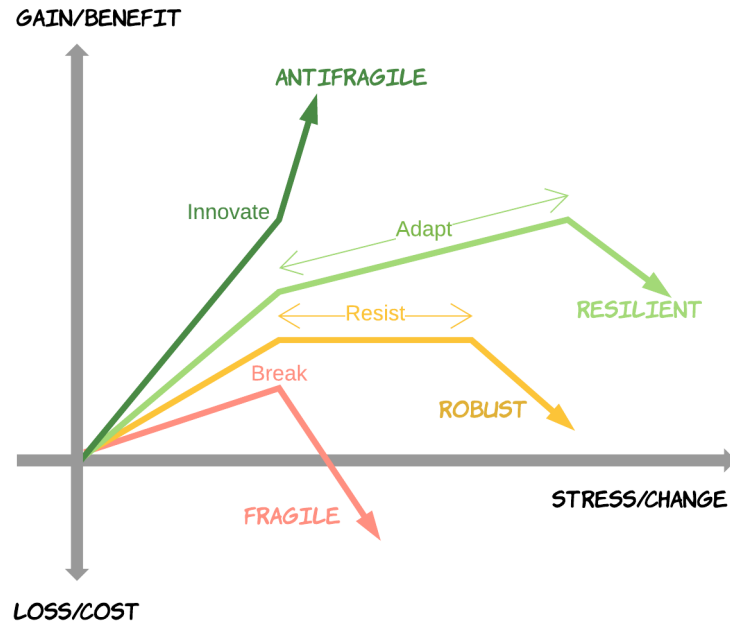 GAIN/BENEFIT
ANTIFRAGILE
Innovate
Adapt
RESILIENT
Resist
Break
ROBUST
STRESS/CHANGE
FRAGILE
LOSS/COST